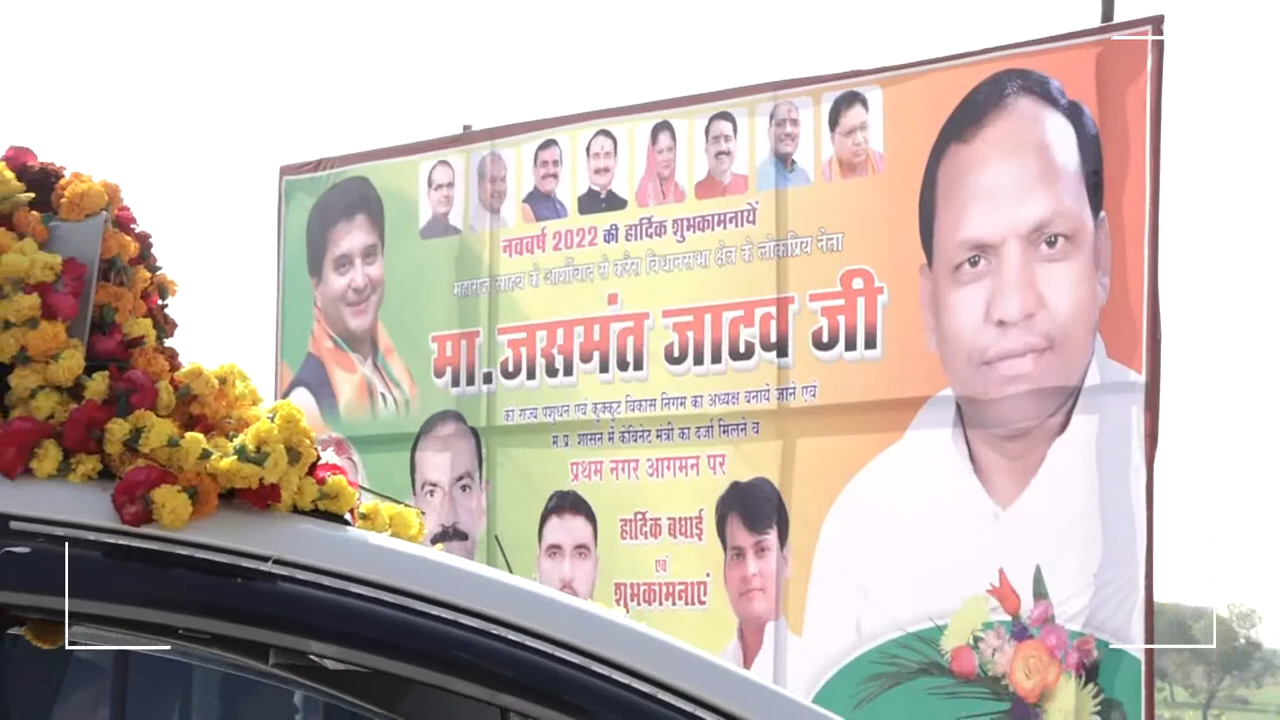 नववर्ष 2022 की हार्दिक शुभकामनायें
महाराज साहब के आर्शीवाद से करैरा विधानसभा क्षेत्र के लोकप्रिय नेता
मा. जसमंत जाटव जी
को राज्य पशुधन एवं कुक्कुट विकास निगम का अध्यक्ष बनाये जाने एवं
म.प्र. शासन में केबिनेट मंत्री का दर्जा मिलने व
प्रथम नगर आगमन पर
हार्दिक बधाई
एवं
शुभकामनाएं